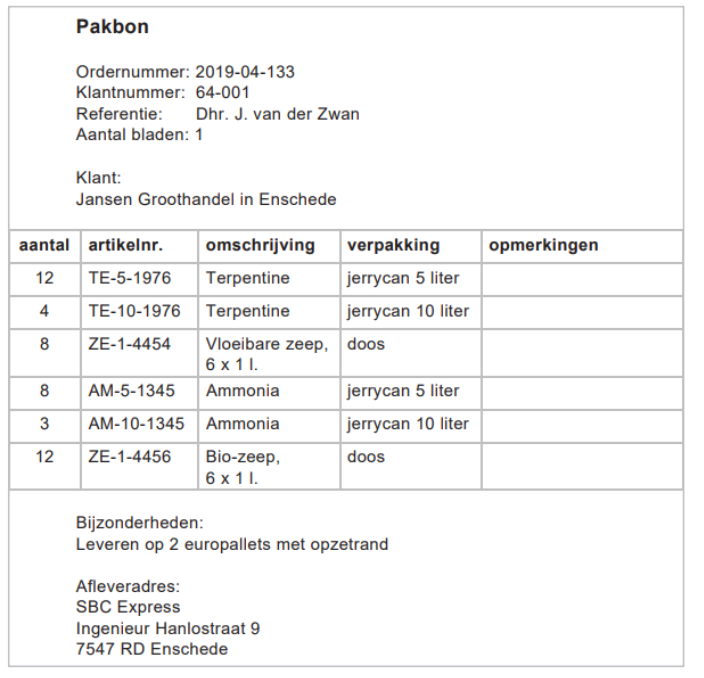 Pakbon
Ordernummer: 2019-04-133
Klantnummer: 64-001
Referentie: Dhr. J. van der Zwan
Aantal bladen: 1
Klant:
Jansen Groothandel in Enschede
aantal artikelnr. omschrijving verpakking opmerkingen
12 TE-5-1976 Terpentine jerrycan 5 liter
4 TE-10-1976 Terpentine jerrycan 10 liter
8 ZE-1-4454 Vloeibare zeep, doos
6 x 1 l.
8 AM-5-1345 Ammonia jerrycan 5 liter
3 AM-10-1345 Ammonia jerrycan 10 liter
12 ZE-1-4456 Bio-zeep, doos
6 x 1 l.
Bijzonderheden:
Leveren op 2 europallets met opzetrand
Afleveradres:
SBC Express
Ingenieur Hanlostraat 9
7547 RD Enschede